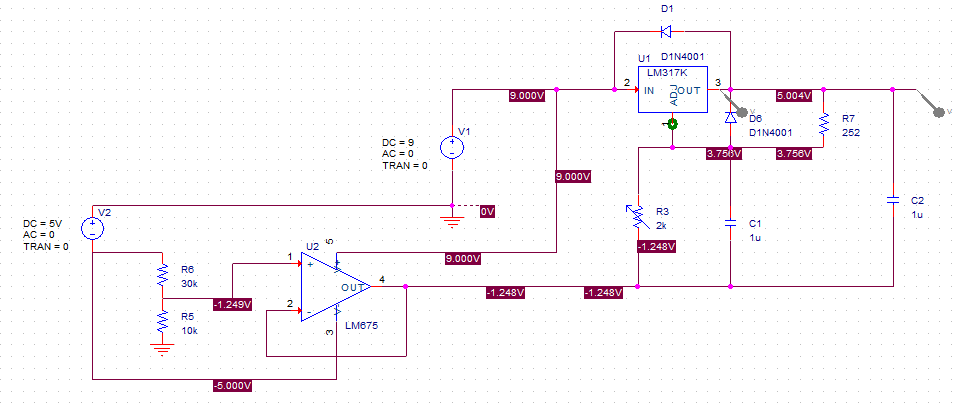 D1
D1N4001
U1
LM317K
2
IN
OUT
3
ADJ
1
9.000V
5.004V
D6
D1N4001
R7
252
V1
DC = 9
AC = 0
TRAN = 0
3.756V
3.756V
9.000V
V2
DC = 5V
AC = 0
TRAN = 0
0V
R3
2k
C1
1u
C2
1u
-1.248V
U2
5
9.000V
R6
30k
1
+
OUT
4
-1.249V
2
-
-1.248V
-1.248V
R5
10k
3
LM675
-5.000V